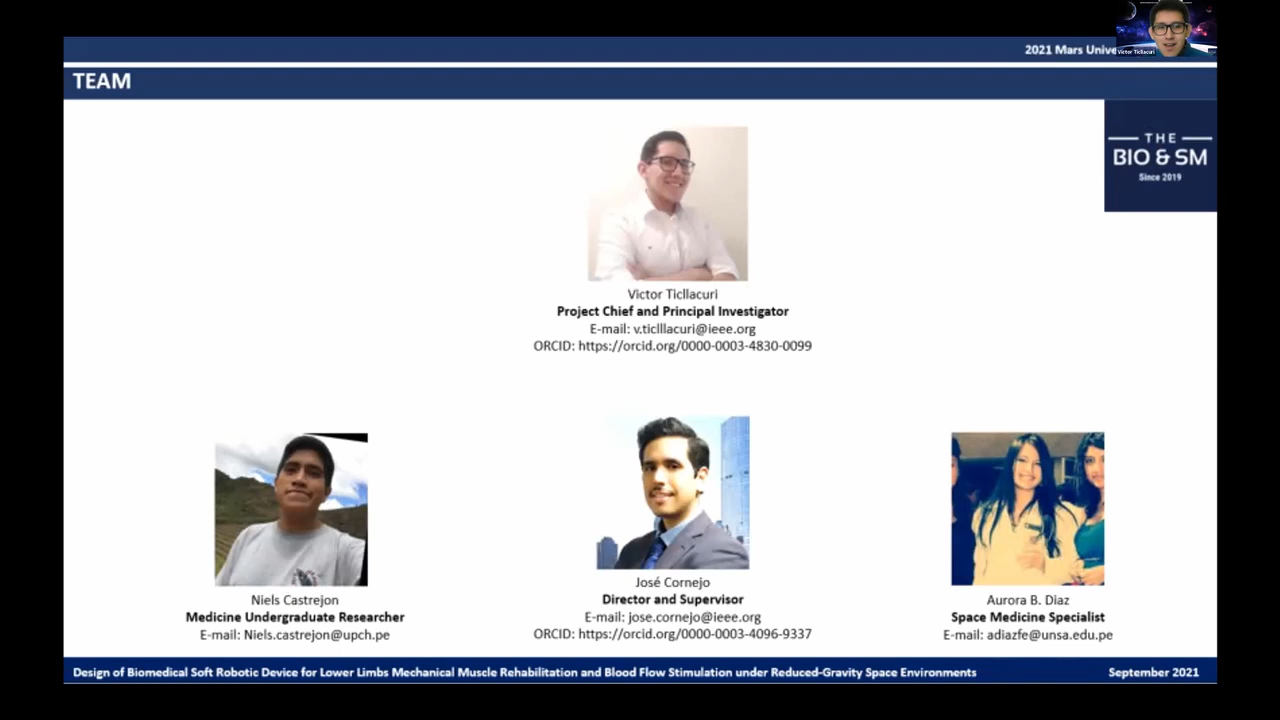 2021 Mars
Victor Ticllacuri
TEAM
THE
BIO & SM
Since 2019
Victor Ticllacuri
Project Chief and Principal Investigator
E-mail: v.ticlllacuri@ieee.org
ORCID: https://orcid.org/0000-0003-4830-0099
Niels Castrejon
Medicine Undergraduate Researcher
E-mail: Niels.castrejon@upch.pe
José Cornejo
Director and Supervisor
E-mail: jose.cornejo@ieee.org
ORCID: https://orcid.org/0000-0003-4096-9337
Aurora B. Diaz
Space Medicine Specialist
E-mail: adiazfe@unsa.edu.pe
Design of Biomedical Soft Robotic Device for Lower Limbs Mechanical Muscle Rehabilitation and Blood Flow Stimulation under Reduced-Gravity Space Environments
September 2021